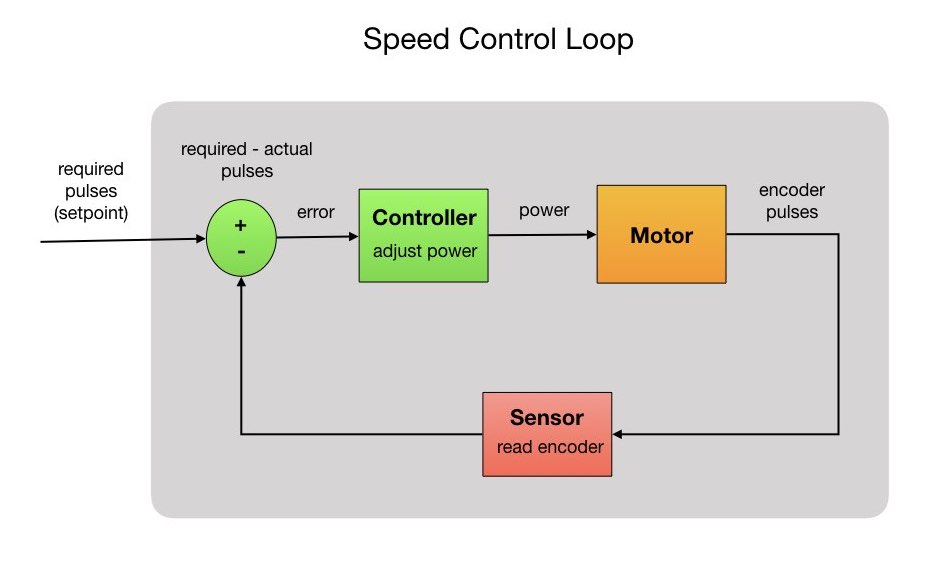 Speed Control Loop
required - actual
pulses
required
pulses
(setpoint)
+
-
error
Controller
adjust power
power
Motor
encoder
pulses
Sensor
read encoder